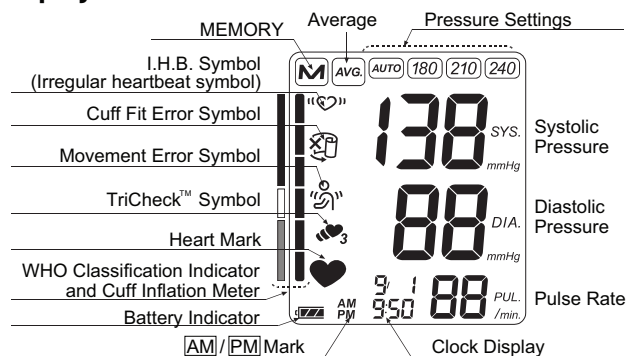 Average
Pressure Settings
MEMORY
I.H.B. Symbol
(Irregular heartbeat symbol)
Cuff Fit Error Symbol
Movement Error Symbol
TriCheck™ Symbol
Heart Mark
WHO Classification Indicator
and Cuff Inflation Meter
Battery Indicator
AM / PM Mark
M AVG. AUTO 180 210 240
138 SYS. mmHg
Systolic
Pressure
88 DIA. mmHg
Diastolic
Pressure
3
9/ 1
AM
PM
9:50
88 PUL. /min.
Pulse Rate
Clock Display